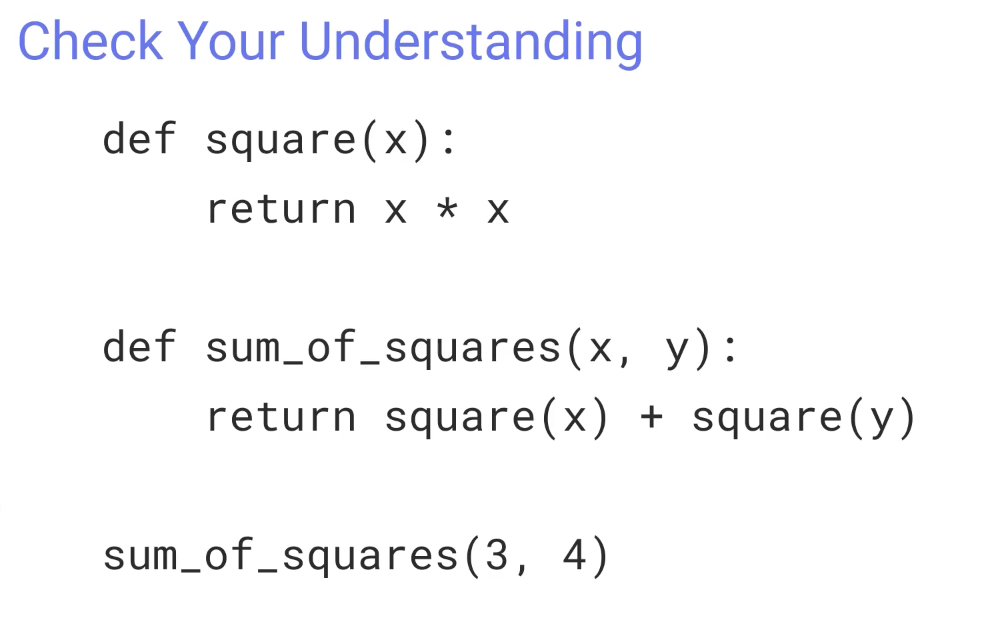 Check Your Understanding
def square(x):
    return x * x
def sum_of_squares(x, y):
    return square(x) + square(y)
sum_of_squares(3, 4)